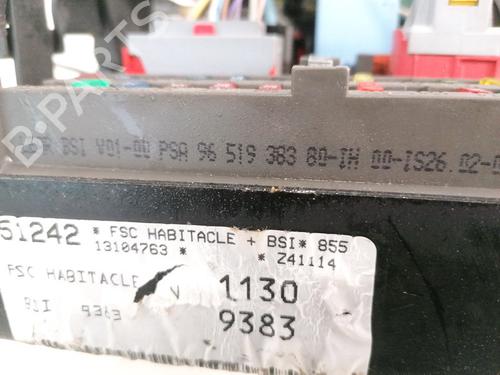 BSI V01-00 PSA 96 519 383 80-IH 00-IS26.02-0
51242 * FSC HABITACLE + BSI* 855
13104763 * * Z41114
FSC HABITACLE V 1130
BSI 9383 9383
B-PARTS